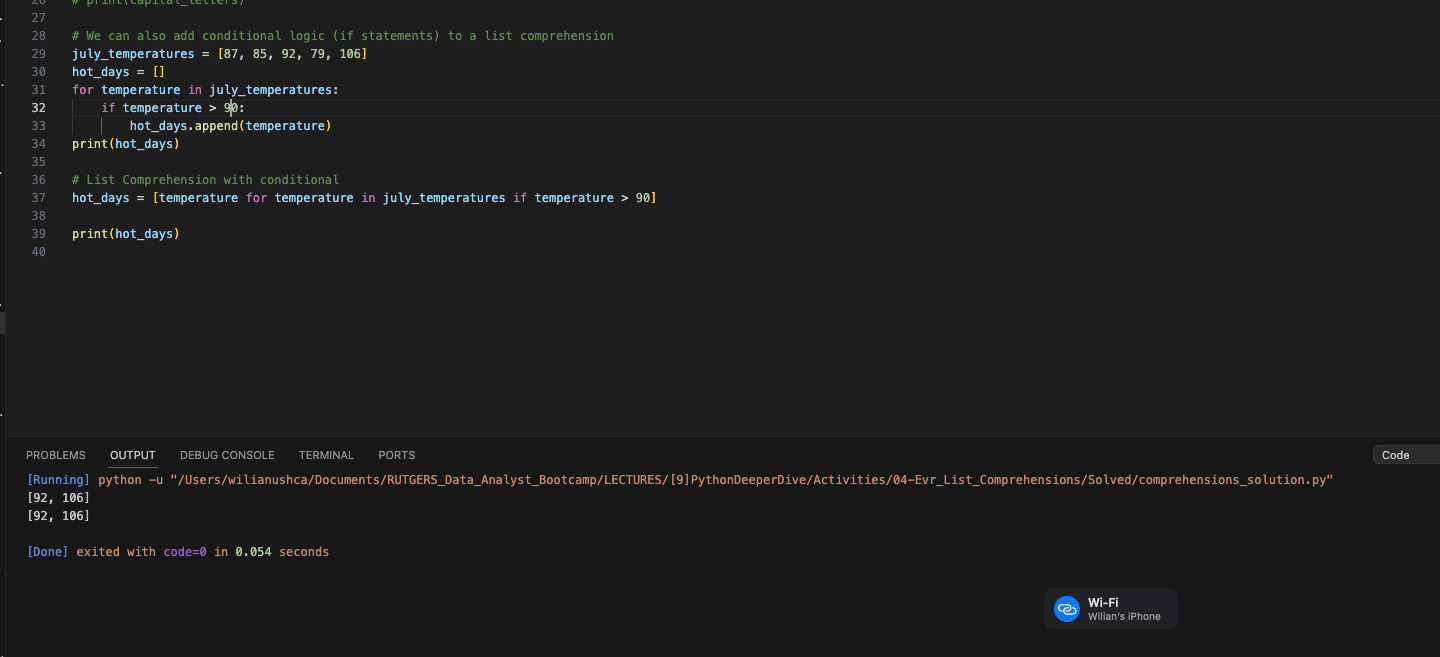 26 # print(capital_letters)
27
28 # We can also add conditional logic (if statements) to a list comprehension
29 july_temperatures = [87, 85, 92, 79, 106]
30 hot_days = []
31 for temperature in july_temperatures:
32     if temperature > 90:
33         hot_days.append(temperature)
34 print(hot_days)
35
36 # List Comprehension with conditional
37 hot_days = [temperature for temperature in july_temperatures if temperature > 90]
38
39 print(hot_days)
40
PROBLEMS OUTPUT DEBUG CONSOLE TERMINAL PORTS Code
[Running] python -u "/Users/wilianushca/Documents/RUTGERS_Data_Analyst_Bootcamp/LECTURES/[9]PythonDeeperDive/Activities/04-Evr_List_Comprehensions/Solved/comprehensions_solution.py"
[92, 106]
[92, 106]
[Done] exited with code=0 in 0.054 seconds
Wi-Fi
Wilian's iPhone